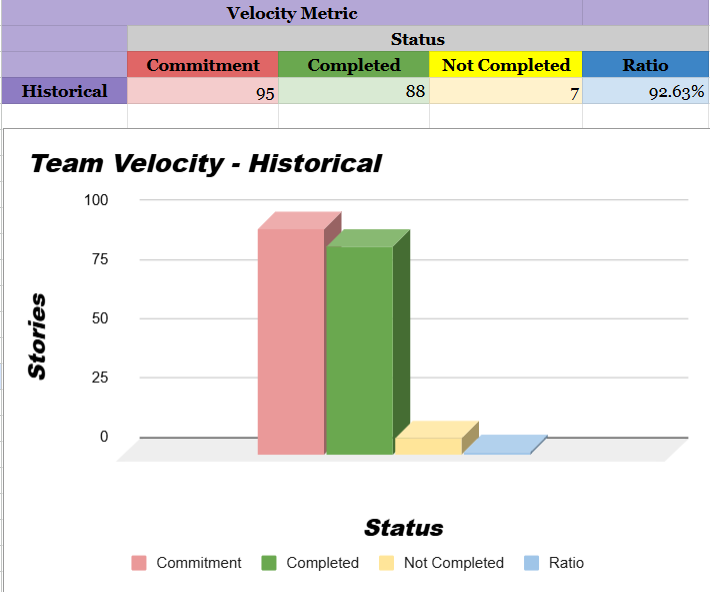 Velocity Metric
Status
Commitment Completed Not Completed Ratio
Historical 95 88 7 92.63%
Team Velocity - Historical
100
75
50
25
0
Stories
Status
Commitment Completed Not Completed Ratio